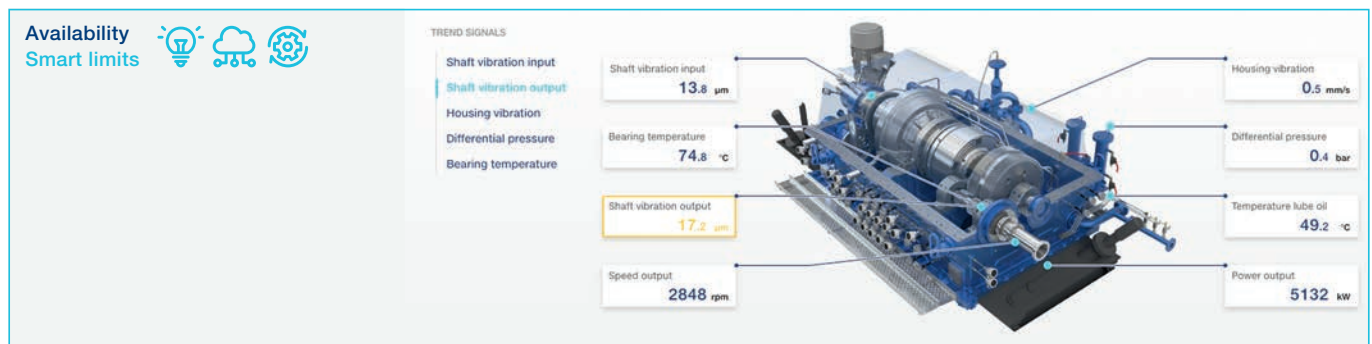 Availability
Smart limits
TREND SIGNALS
Shaft vibration input
Shaft vibration output
Housing vibration
Differential pressure
Bearing temperature
Shaft vibration input
13.8 µm
Bearing temperature
74.8 °C
Shaft vibration output
17.2 µm
Speed output
2848 rpm
Housing vibration
0.5 mm/s
Differential pressure
0.4 bar
Temperature lube oil
49.2 °C
Power output
5132 kW